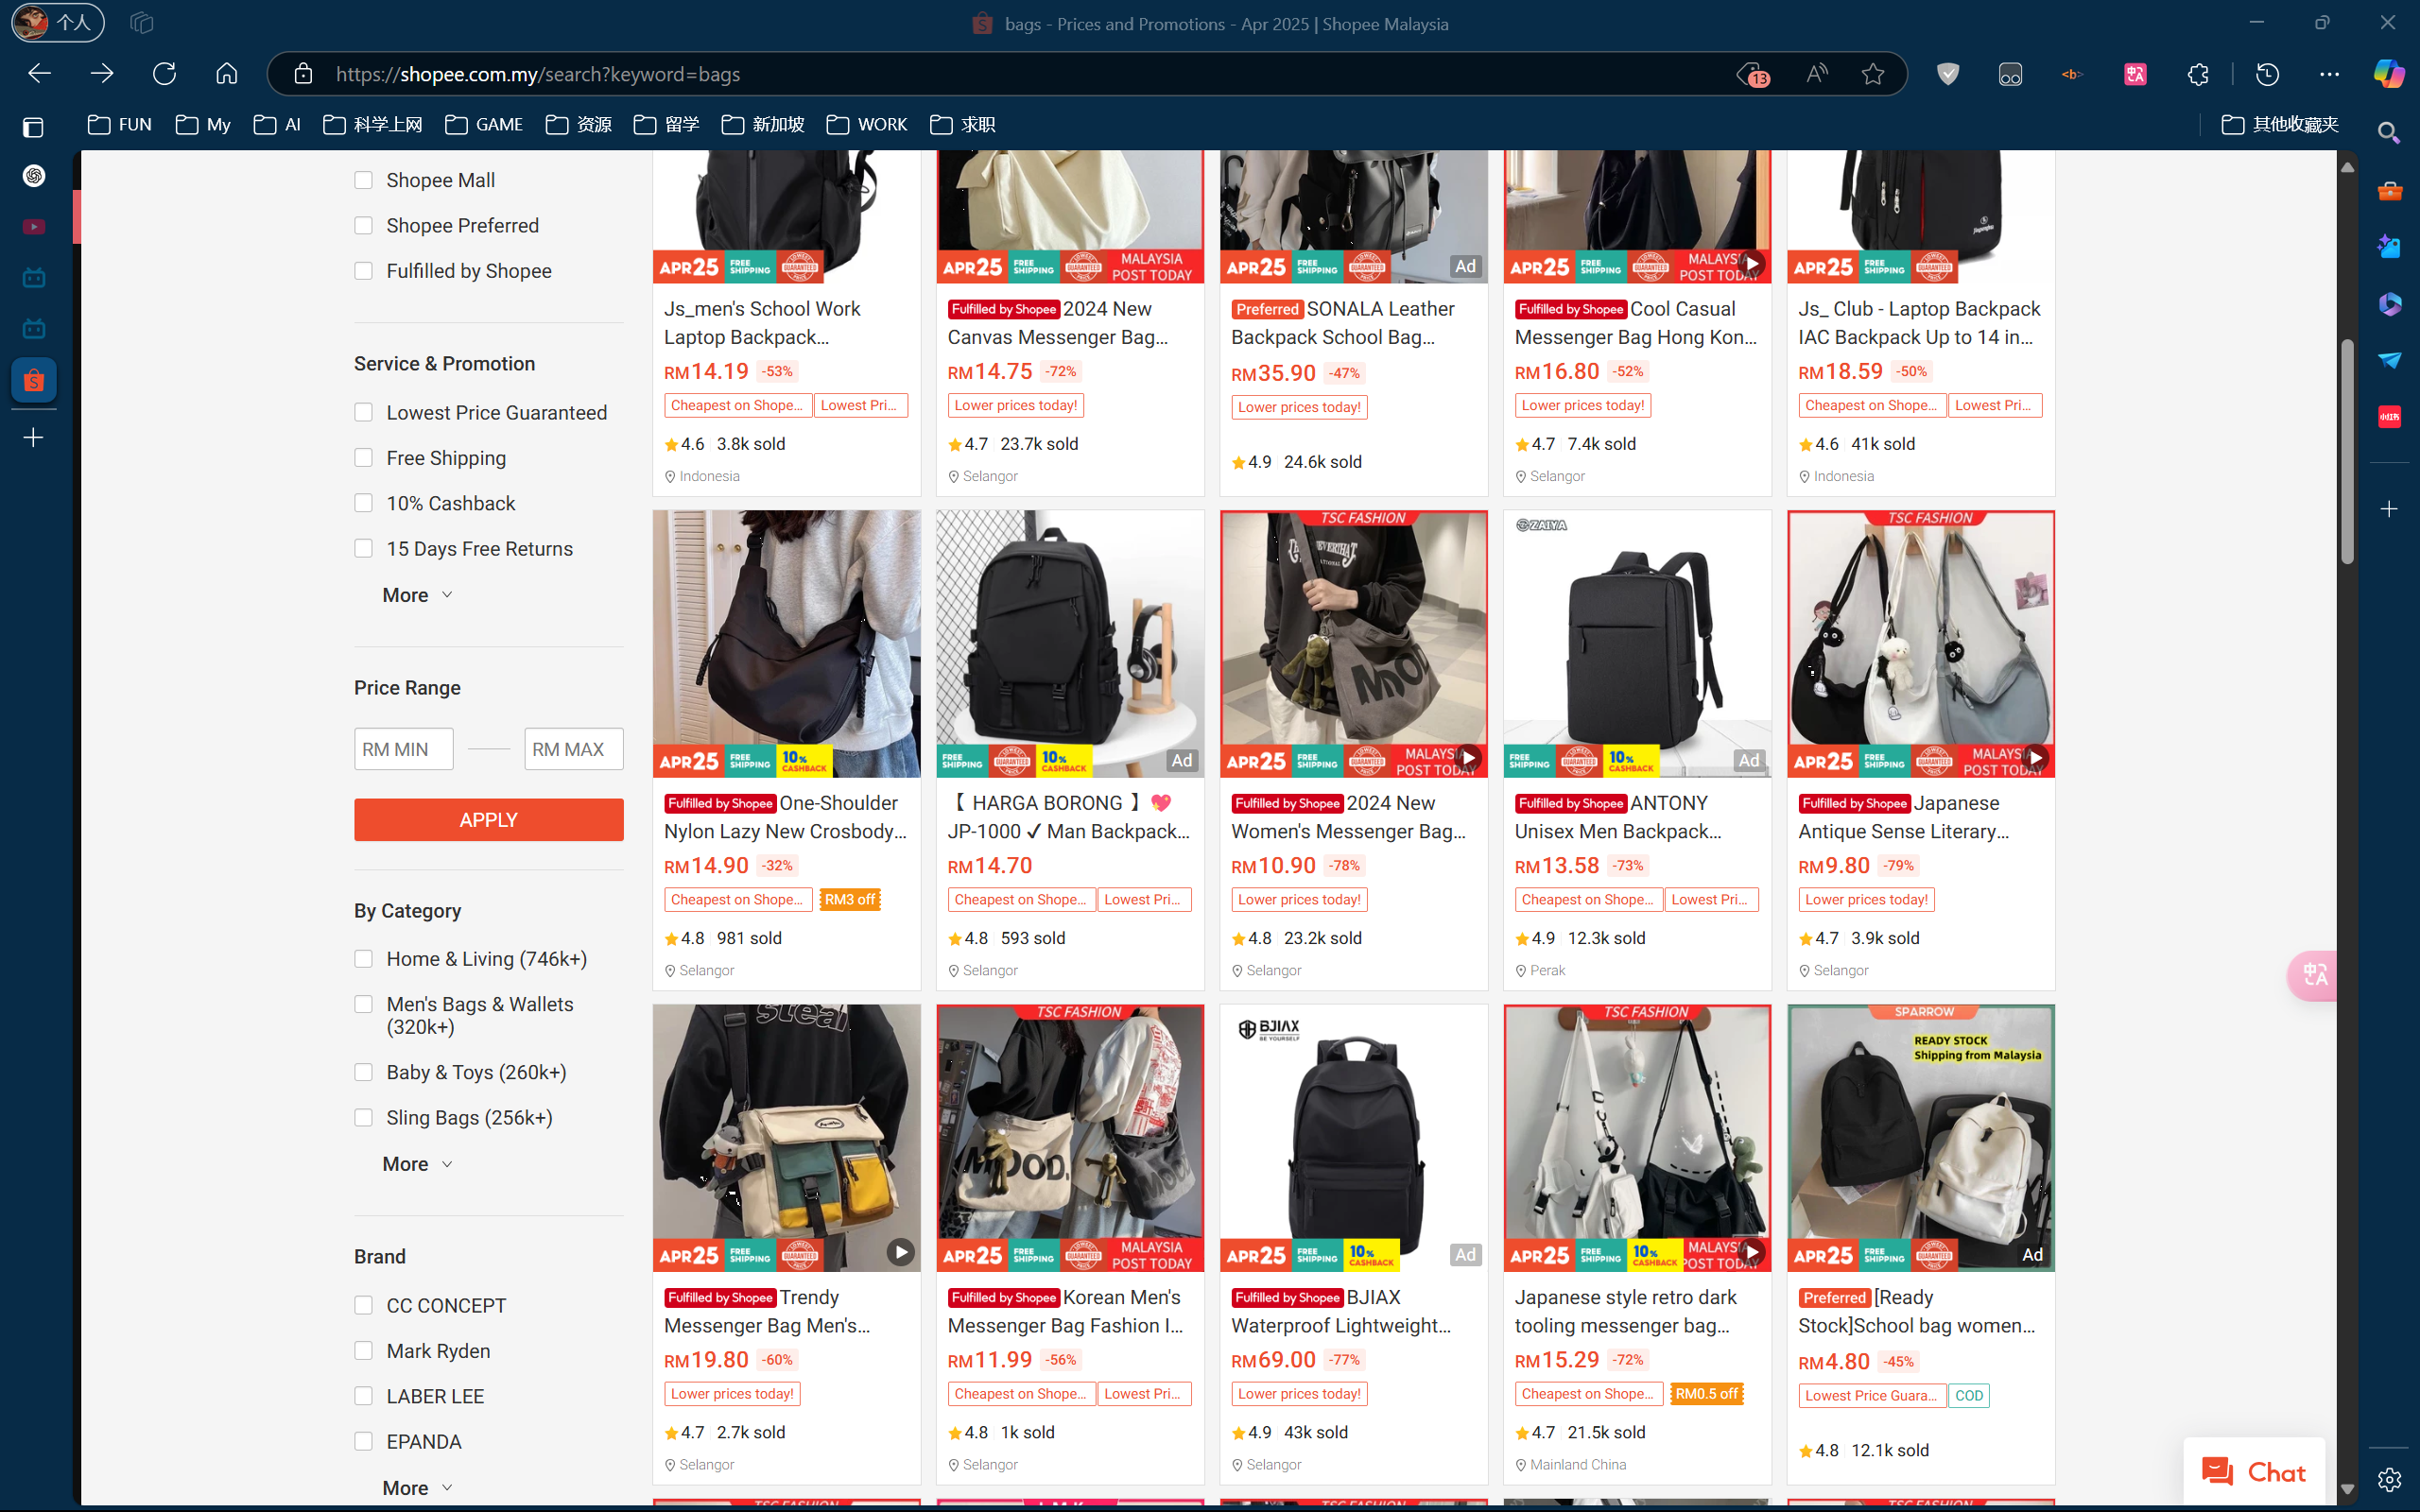 个人
bags - Prices and Promotions - Apr 2025 | Shopee Malaysia
https://shopee.com.my/search?keyword=bags
13
FUN
My
AI
科学上网
GAME
资源
留学
新加坡
WORK
求职
其他收藏夹
Shopee Mall
Shopee Preferred
Fulfilled by Shopee
Service & Promotion
Lowest Price Guaranteed
Free Shipping
10% Cashback
15 Days Free Returns
More
Price Range
RM MIN
RM MAX
APPLY
By Category
Home & Living (746k+)
Men's Bags & Wallets
(320k+)
Baby & Toys (260k+)
Sling Bags (256k+)
More
Brand
CC CONCEPT
Mark Ryden
LABER LEE
EPANDA
More
APR25 FREE SHIPPING
Js_men's School Work
Laptop Backpack...
RM14.19 -53%
Cheapest on Shope... Lowest Pri...
4.6 3.8k sold
Indonesia
APR25 FREE SHIPPING MALAYSIA POST TODAY
Fulfilled by Shopee 2024 New
Canvas Messenger Bag...
RM14.75 -72%
Lower prices today!
4.7 23.7k sold
Selangor
APR25 FREE SHIPPING Ad
Preferred SONALA Leather
Backpack School Bag...
RM35.90 -47%
Lower prices today!
4.9 24.6k sold
APR25 FREE SHIPPING MALAYSIA POST TODAY
Fulfilled by Shopee Cool Casual
Messenger Bag Hong Kon...
RM16.80 -52%
Lower prices today!
4.7 7.4k sold
Selangor
APR25 FREE SHIPPING
Js_ Club - Laptop Backpack
IAC Backpack Up to 14 in...
RM18.59 -50%
Cheapest on Shope... Lowest Pri...
4.6 41k sold
Indonesia
APR25 FREE SHIPPING 10% CASHBACK
Fulfilled by Shopee One-Shoulder
Nylon Lazy New Crosbody...
RM14.90 -32%
Cheapest on Shope... RM3 off
4.8 981 sold
Selangor
FREE SHIPPING 10% CASHBACK Ad
【 HARGA BORONG 】💖
JP-1000 ✓ Man Backpack...
RM14.70
Cheapest on Shope... Lowest Pri...
4.8 593 sold
Selangor
TSC FASHION
MOOD
APR25 FREE SHIPPING MALAYSIA POST TODAY
Fulfilled by Shopee 2024 New
Women's Messenger Bag...
RM10.90 -78%
Lower prices today!
4.8 23.2k sold
Selangor
ZAIYA
FREE SHIPPING 10% CASHBACK Ad
Fulfilled by Shopee ANTONY
Unisex Men Backpack...
RM13.58 -73%
Cheapest on Shope... Lowest Pri...
4.9 12.3k sold
Perak
TSC FASHION
APR25 FREE SHIPPING MALAYSIA POST TODAY
Fulfilled by Shopee Japanese
Antique Sense Literary...
RM9.80 -79%
Lower prices today!
4.7 3.9k sold
Selangor
steal
APR25 FREE SHIPPING
Fulfilled by Shopee Trendy
Messenger Bag Men's...
RM19.80 -60%
Lower prices today!
4.7 2.7k sold
Selangor
TSC FASHION
MOOD.
MOOD
APR25 FREE SHIPPING MALAYSIA POST TODAY
Fulfilled by Shopee Korean Men's
Messenger Bag Fashion I...
RM11.99 -56%
Cheapest on Shope... Lowest Pri...
4.8 1k sold
Selangor
BJIAX
BE YOURSELF
APR25 FREE SHIPPING 10% CASHBACK Ad
Fulfilled by Shopee BJIAX
Waterproof Lightweight...
RM69.00 -77%
Lower prices today!
4.9 43k sold
Selangor
TSC FASHION
APR25 FREE SHIPPING 10% CASHBACK MALAYSIA POST TODAY
Japanese style retro dark
tooling messenger bag...
RM15.29 -72%
Cheapest on Shope... RM0.5 off
4.7 21.5k sold
Mainland China
SPARROW
READY STOCK
Shipping from Malaysia
APR25 FREE SHIPPING Ad
Preferred [Ready
Stock]School bag women...
RM4.80 -45%
Lowest Price Guara... COD
4.8 12.1k sold
Chat